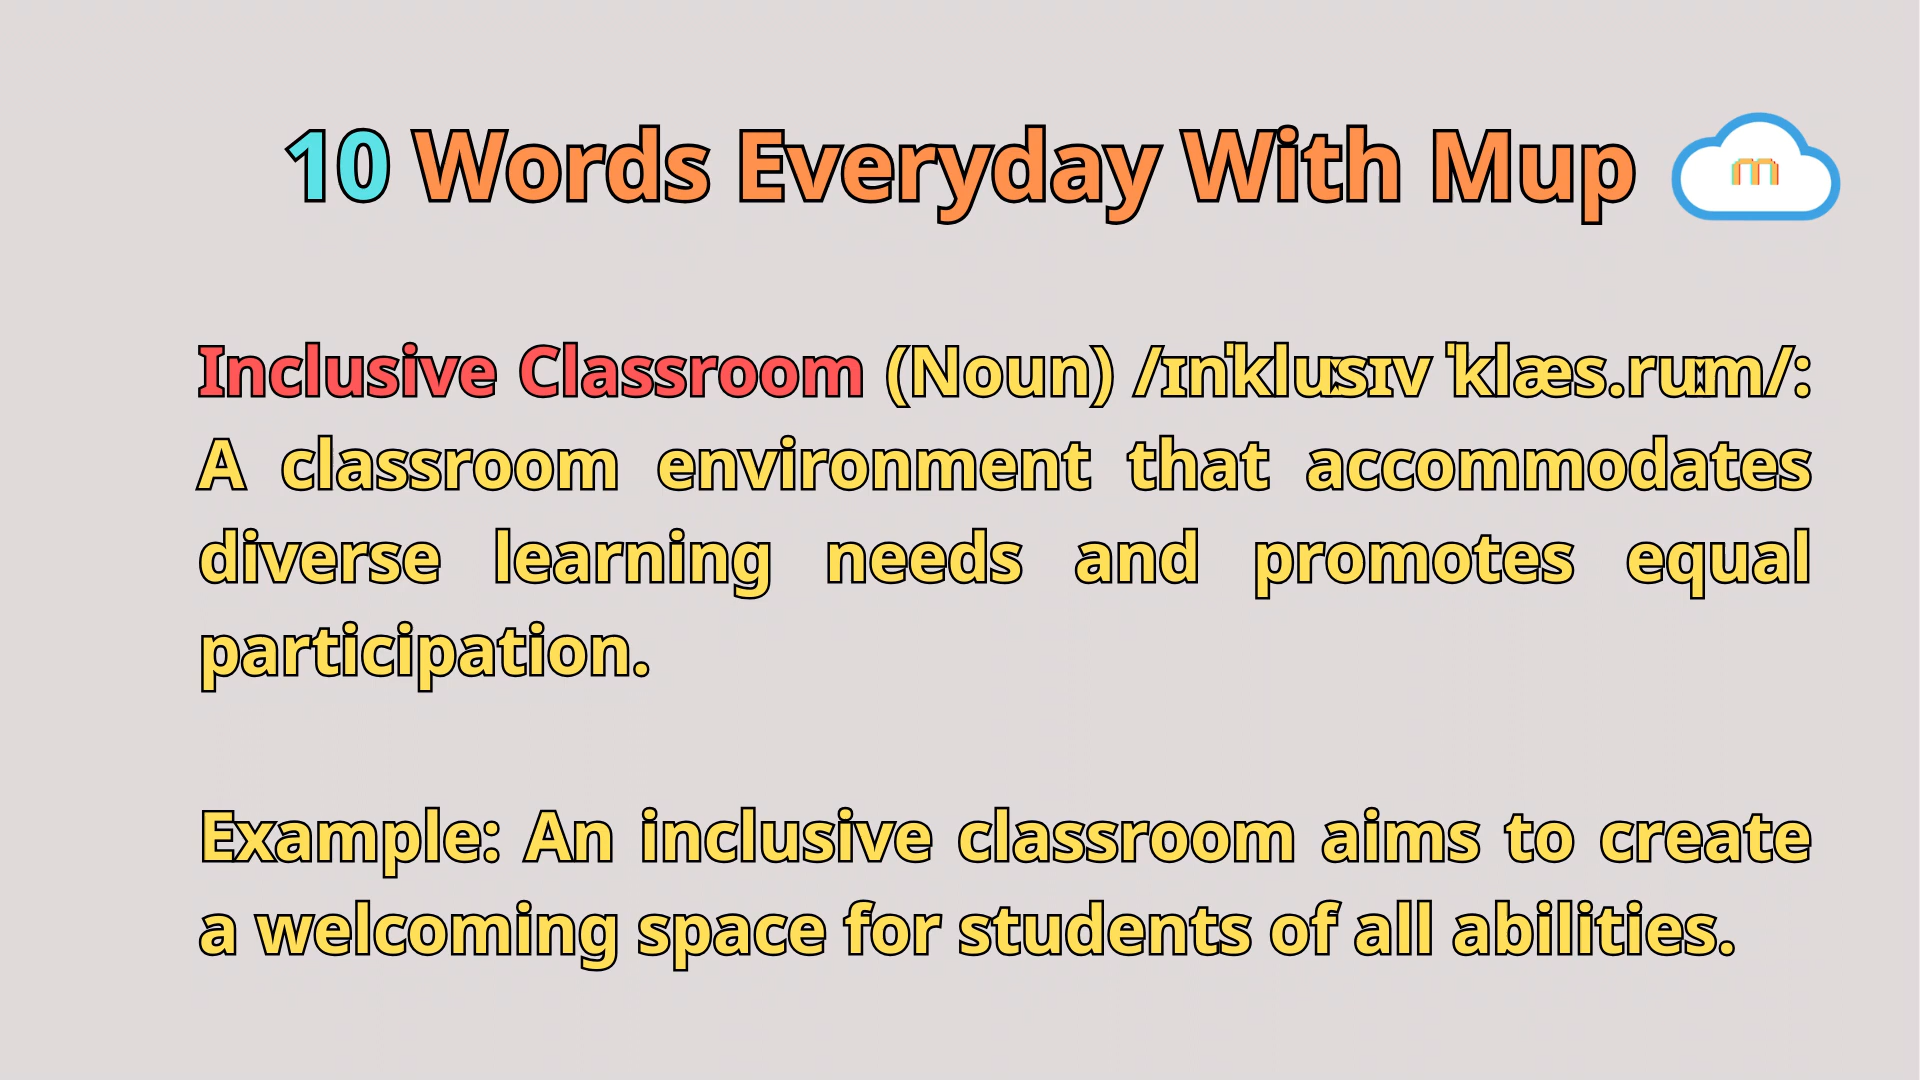 10 Words Everyday With Mup
m
Inclusive Classroom (Noun) /ɪnˈkluːsɪv ˈklæs.ruːm/:
A classroom environment that accommodates
diverse learning needs and promotes equal
participation.
Example: An inclusive classroom aims to create
a welcoming space for students of all abilities.